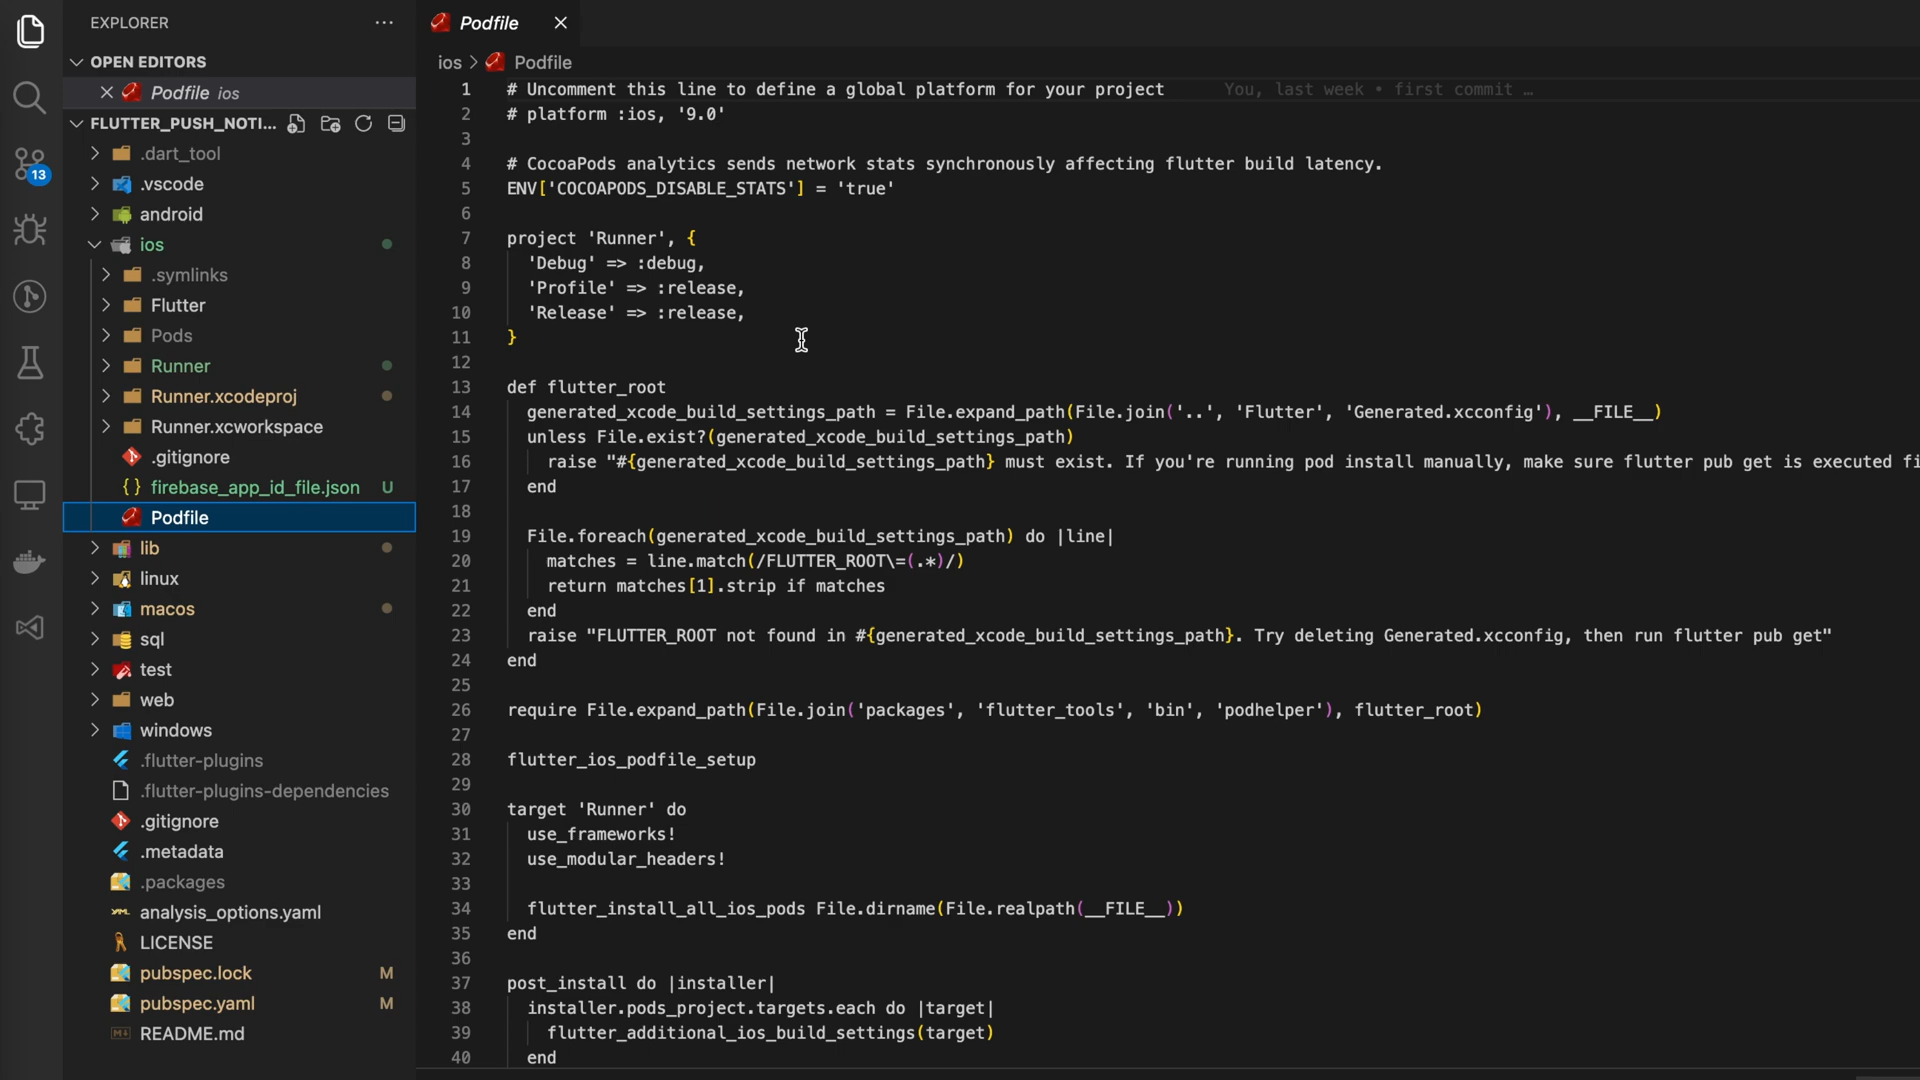 EXPLORER ...
OPEN EDITORS
Podfile ios
FLUTTER_PUSH_NOTI...
.dart_tool
.vscode
android
ios
.symlinks
Flutter
Pods
Runner
Runner.xcodeproj
Runner.xcworkspace
.gitignore
firebase_app_id_file.json U
Podfile
lib
linux
macos
sql
test
web
windows
.flutter-plugins
.flutter-plugins-dependencies
.gitignore
.metadata
.packages
analysis_options.yaml
LICENSE
pubspec.lock M
pubspec.yaml M
README.md
13
Podfile
ios > Podfile
1 # Uncomment this line to define a global platform for your project You, last week • first commit …
2 # platform :ios, '9.0'
3
4 # CocoaPods analytics sends network stats synchronously affecting flutter build latency.
5 ENV['COCOAPODS_DISABLE_STATS'] = 'true'
6
7 project 'Runner', {
8 'Debug' => :debug,
9 'Profile' => :release,
10 'Release' => :release,
11 }
12
13 def flutter_root
14 generated_xcode_build_settings_path = File.expand_path(File.join('..', 'Flutter', 'Generated.xcconfig'), __FILE__)
15 unless File.exist?(generated_xcode_build_settings_path)
16 raise "#{generated_xcode_build_settings_path} must exist. If you're running pod install manually, make sure flutter pub get is executed fi
17 end
18
19 File.foreach(generated_xcode_build_settings_path) do |line|
20 matches = line.match(/FLUTTER_ROOT\=(.*)/)
21 return matches[1].strip if matches
22 end
23 raise "FLUTTER_ROOT not found in #{generated_xcode_build_settings_path}. Try deleting Generated.xcconfig, then run flutter pub get"
24 end
25
26 require File.expand_path(File.join('packages', 'flutter_tools', 'bin', 'podhelper'), flutter_root)
27
28 flutter_ios_podfile_setup
29
30 target 'Runner' do
31 use_frameworks!
32 use_modular_headers!
33
34 flutter_install_all_ios_pods File.dirname(File.realpath(__FILE__))
35 end
36
37 post_install do |installer|
38 installer.pods_project.targets.each do |target|
39 flutter_additional_ios_build_settings(target)
40 end